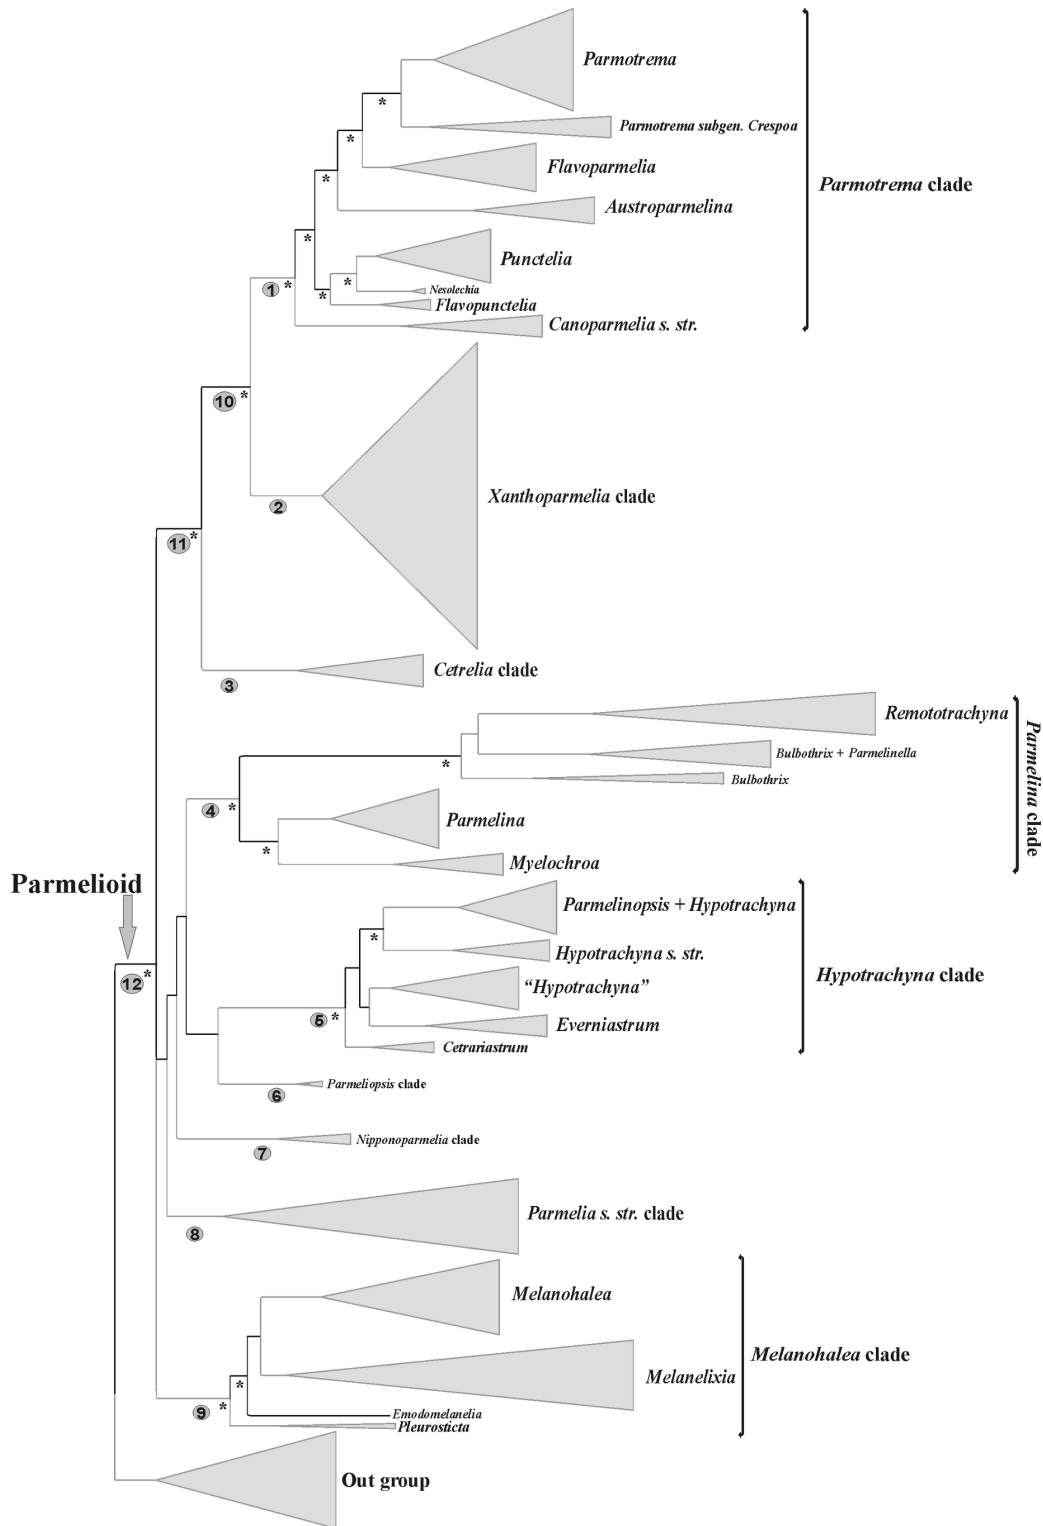 Parmotrema
*
Parmotrema subgen. Crespoa
*
Flavoparmelia
Parmotrema clade
*
Austroparmelina
*
Punctelia
*
1 *
*
Nesolechia
Flavopunctelia
Canoparmelia s. str.
10 *
Xanthoparmelia clade
2
11 *
Cetrelia clade
3
Remototrachyna
*
Bulbothrix + Parmelinella
Bulbothrix
Parmelina clade
4 *
Parmelina
*
Myelochroa
Parmelioid
Parmelinopsis + Hypotrachyna
*
Hypotrachyna s. str.
Hypotrachyna clade
12 *
“Hypotrachyna”
5 *
Everniastrum
Cetrariastrum
Parmeliopsis clade
6
Nipponoparmelia clade
7
Parmelia s. str. clade
8
Melanohalea
Melanohalea clade
Melanelixia
*
9 *
Emodomelanelia
Pleurosticta
Out group